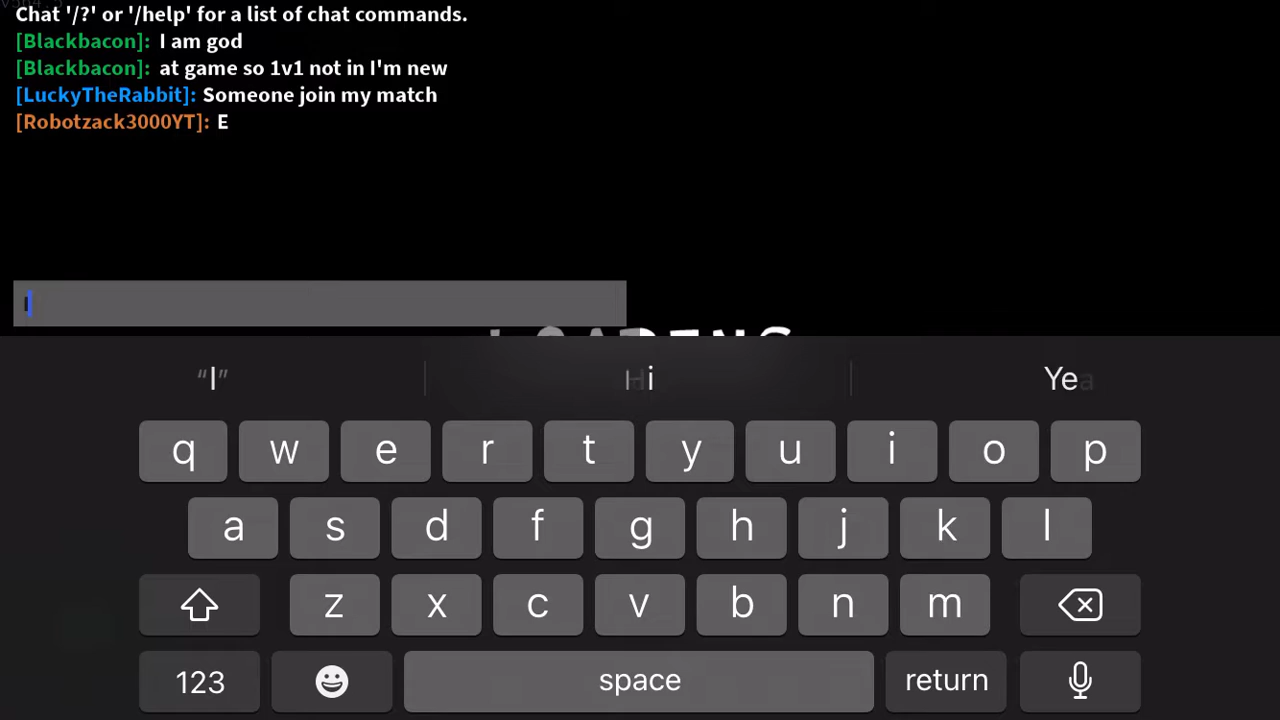 Chat '/?' or '/help' for a list of chat commands.
[Blackbacon]: I am god
[Blackbacon]: at game so 1v1 not in I'm new
[LuckyTheRabbit]: Someone join my match
[Robotzack3000YT]: E
“I” Hi Yea
q w e r t y u i o p
a s d f g h j k l
z x c v b n m
123 space return